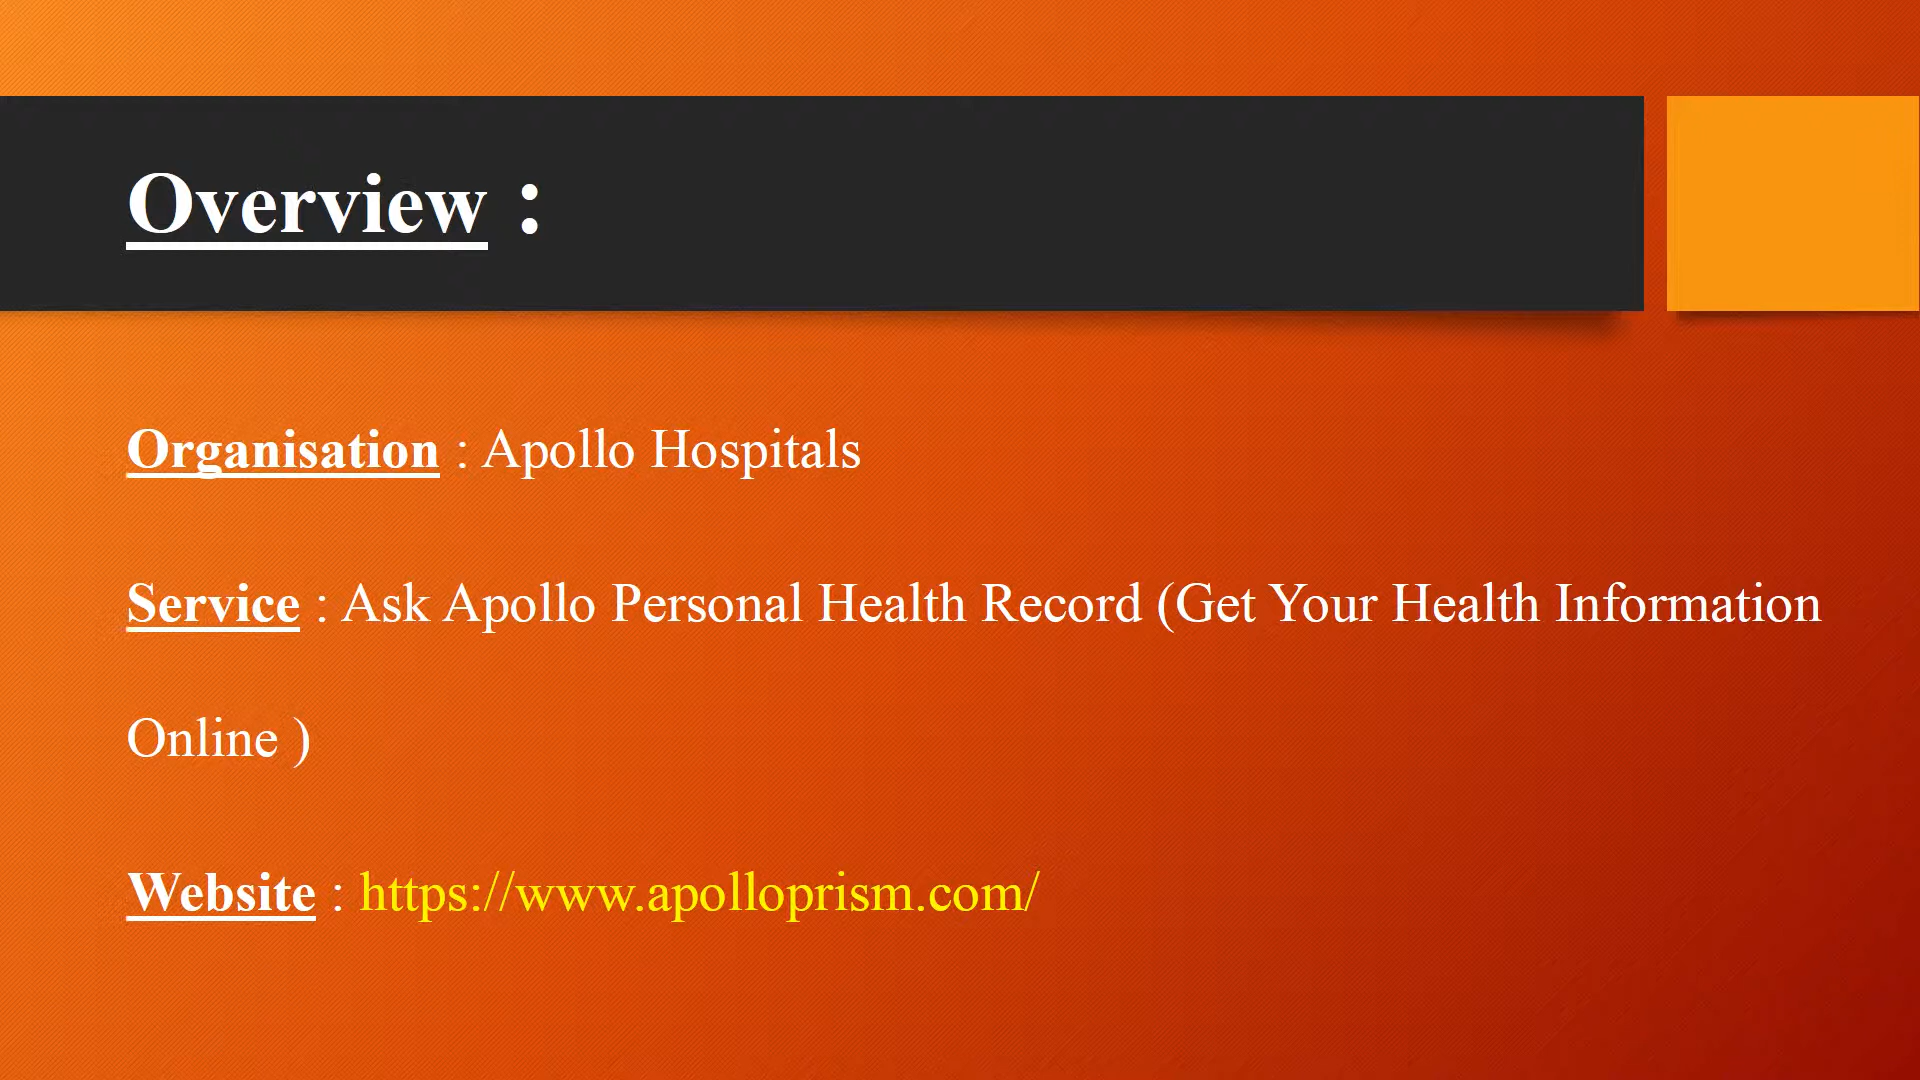 Overview :
Organisation : Apollo Hospitals
Service : Ask Apollo Personal Health Record (Get Your Health Information
Online )
Website : https://www.apolloprism.com/